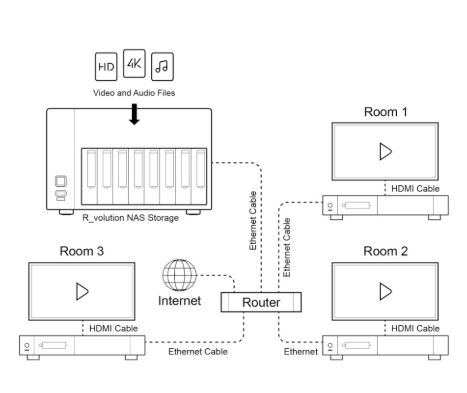 HD
4K
Video and Audio Files
R_volution NAS Storage
Room 1
HDMI Cable
Ethernet Cable
Ethernet Cable
Room 3
Room 2
Internet
Router
HDMI Cable
HDMI Cable
Ethernet Cable
Ethernet